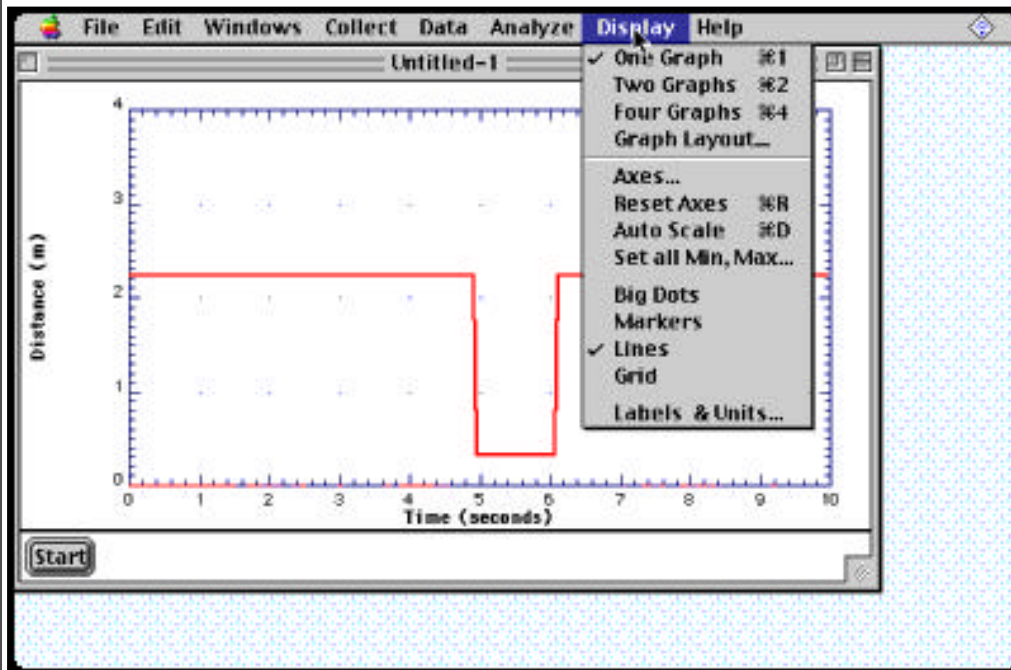 File Edit Windows Collect Data Analyze Display Help
Untitled-1
✓ One Graph ⌘1
Two Graphs ⌘2
Four Graphs ⌘4
Graph Layout...
Axes...
Reset Axes ⌘R
Auto Scale ⌘D
Set all Min, Max...
Big Dots
Markers
✓ Lines
Grid
Labels & Units...
4
3
2
1
0
Distance (m)
0 1 2 3 4 5 6 7 8 9 10
Time (seconds)
Start